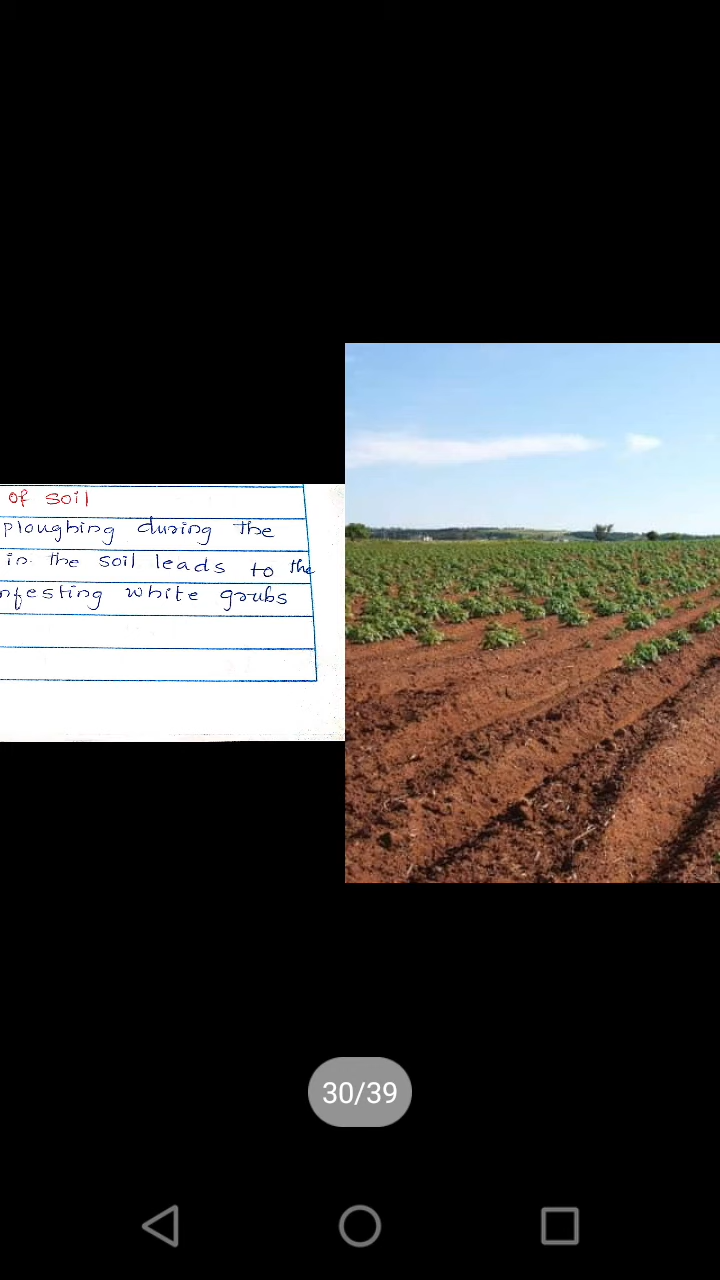 of soil
ploughing during the
in the soil leads to the
nfesting white grubs
30/39